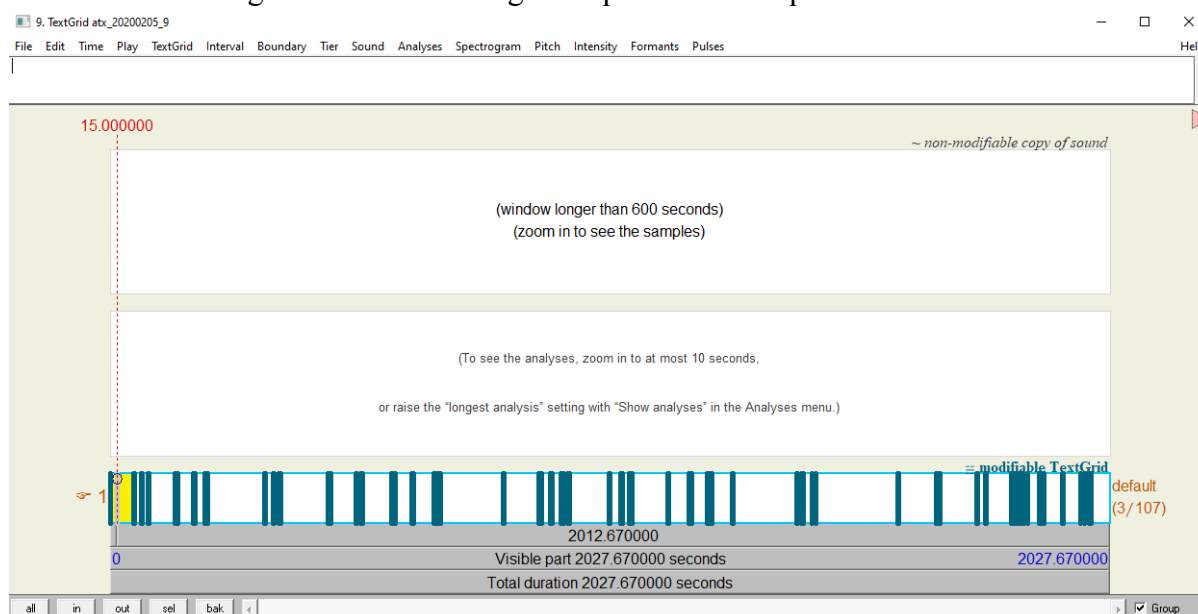 9. TextGrid atx_20200205_9
File Edit Time Play TextGrid Interval Boundary Tier Sound Analyses Spectrogram Pitch Intensity Formants Pulses Hel
15.000000
~ non-modifiable copy of sound
(window longer than 600 seconds)
(zoom in to see the samples)
(To see the analyses, zoom in to at most 10 seconds,
or raise the "longest analysis" setting with "Show analyses" in the Analyses menu.)
modifiable TextGrid
1 default
(3/107)
2012.670000
0 Visible part 2027.670000 seconds 2027.670000
Total duration 2027.670000 seconds
all in out sel bak Group